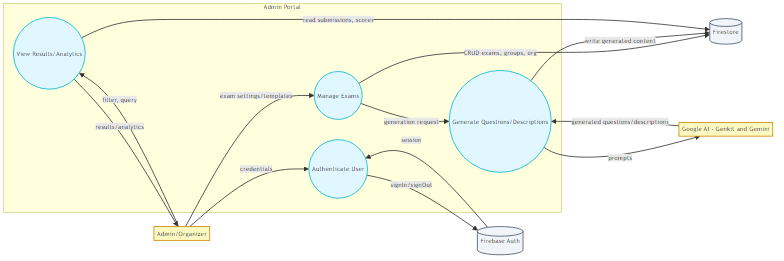 Admin Portal
read submissions, scores
Firestore
View Results/Analytics
write generated content
CRUD exams, groups, org
filter, query
exam settings/templates
Manage Exams
generation request
Generate Questions/Descriptions
generated questions/descriptions
Google AI - Genkit and Gemini
results/analytics
session
prompts
credentials
Authenticate User
signIn/signOut
Admin/Organizer
Firebase Auth